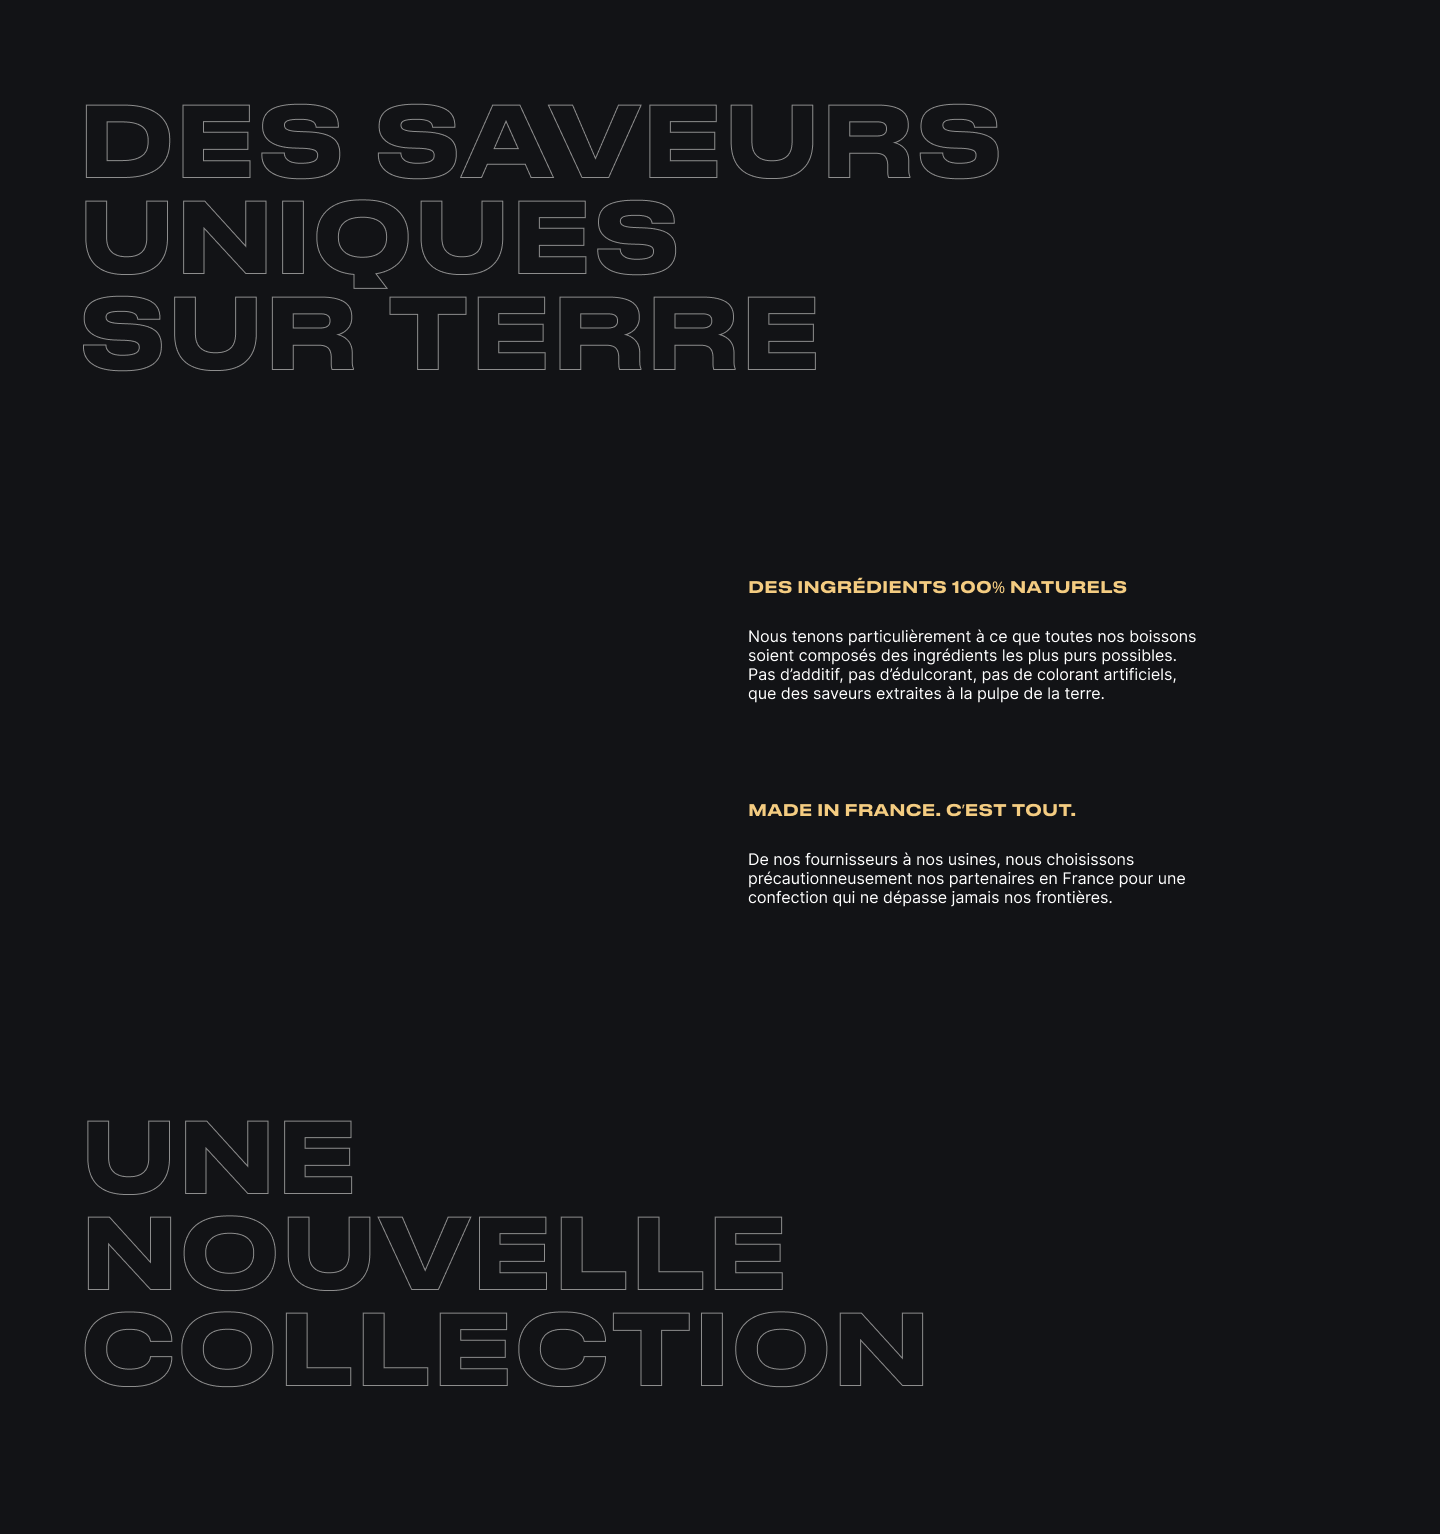 DES SAVEURS
UNIQUES
SUR TERRE
DES INGRÉDIENTS 100% NATURELS
Nous tenons particulièrement à ce que toutes nos boissons
soient composés des ingrédients les plus purs possibles.
Pas d’additif, pas d’édulcorant, pas de colorant artificiels,
que des saveurs extraites à la pulpe de la terre.
MADE IN FRANCE. C'EST TOUT.
De nos fournisseurs à nos usines, nous choisissons
précautionneusement nos partenaires en France pour une
confection qui ne dépasse jamais nos frontières.
UNE
NOUVELLE
COLLECTION